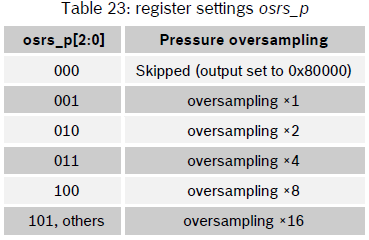 Table 23: register settings osrs_p
osrs_p[2:0] Pressure oversampling
000 Skipped (output set to 0x80000)
001 oversampling ×1
010 oversampling ×2
011 oversampling ×4
100 oversampling ×8
101, others oversampling ×16